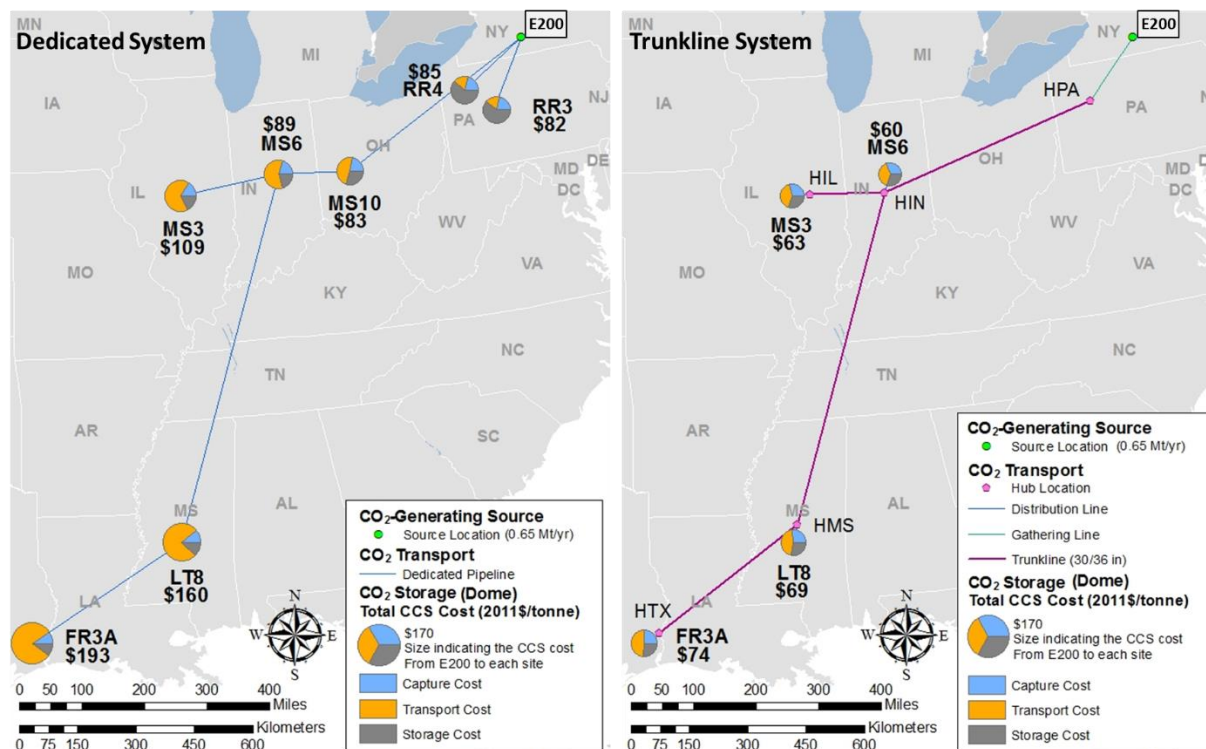 Dedicated System
MN
WI
MI
NY
E200
IA
$85
RR4
RR3
$82
NJ
PA
$89
MS6
OH
IL
IN
MS10
$83
MS3
$109
MD
DE
DC
WV
MO
VA
KY
NC
TN
AR
SC
MS
AL
LT8
$160
LA
FR3A
$193
N
W
E
S
CO₂-Generating Source
Source Location (0.65 Mt/yr)
CO₂ Transport
Dedicated Pipeline
CO₂ Storage (Dome)
Total CCS Cost (2011$/tonne)
$170
Size indicating the CCS cost
From E200 to each site
Capture Cost
Transport Cost
Storage Cost
0 50 100 200 300 400
Miles
Kilometers
0 75 150 300 450 600
Trunkline System
MN
WI
MI
NY
E200
IA
HPA
NJ
PA
$60
MS6
OH
HIL
IL
IN
HIN
MS3
$63
MD
DE
DC
WV
MO
VA
KY
NC
TN
AR
SC
MS
AL
HMS
LT8
$69
HTX
LA
FR3A
$74
N
W
E
S
CO₂-Generating Source
Source Location (0.65 Mt/yr)
CO₂ Transport
Hub Location
Distribution Line
Gathering Line
Trunkline (30/36 in)
CO₂ Storage (Dome)
Total CCS Cost (2011$/tonne)
$170
Size indicating the CCS cost
From E200 to each site
Capture Cost
Transport Cost
Storage Cost
0 50 100 200 300 400
Miles
Kilometers
0 75 150 300 450 600